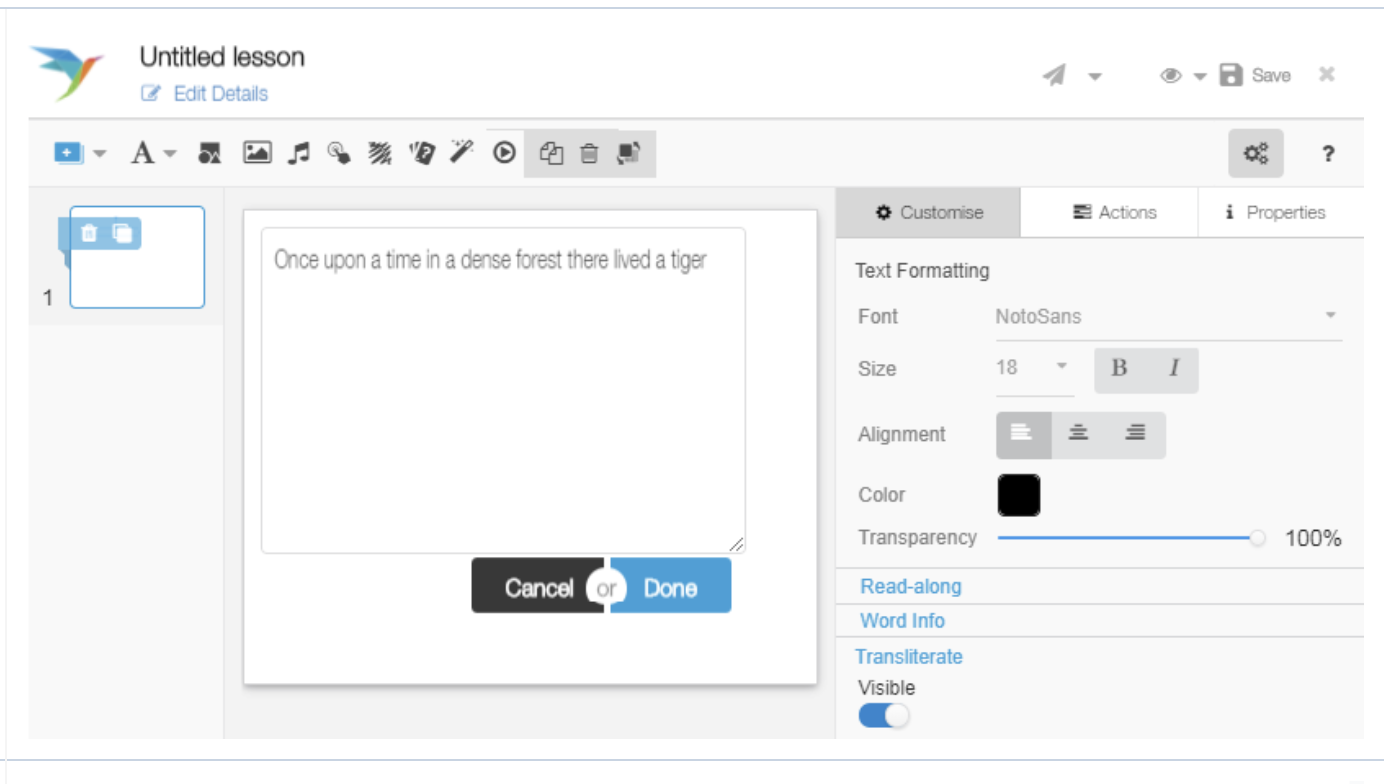 Untitled lesson
Edit Details
Save
A
?
1
Once upon a time in a dense forest there lived a tiger
Cancel or Done
Customise Actions Properties
Text Formatting
Font NotoSans
Size 18 B I
Alignment
Color
Transparency 100%
Read-along
Word Info
Transliterate
Visible